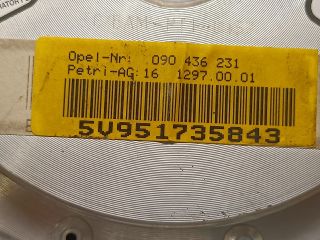 Opel-Nr: 090 436 231
Petri-AG:16 1297.00.01
5V951735843